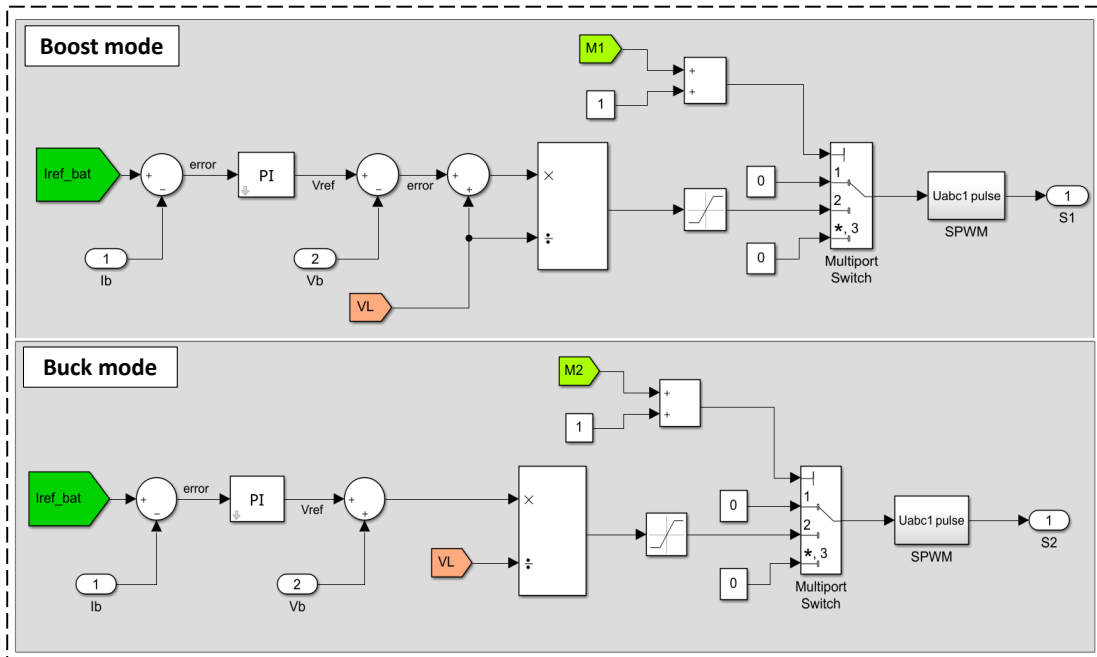 Boost mode
M1
+
+
1
Iref_bat
+
−
error
PI
Vref
+
−
error
+
+
×
÷
0
1
2
*, 3
0
Multiport
Switch
Uabc1 pulse
SPWM
1
S1
1
Ib
2
Vb
VL
Buck mode
M2
+
+
1
Iref_bat
+
−
error
PI
Vref
+
+
×
÷
0
1
2
*, 3
0
Multiport
Switch
Uabc1 pulse
SPWM
1
S2
VL
1
Ib
2
Vb